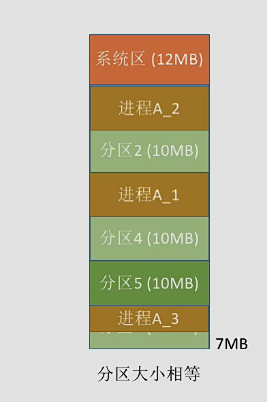 系统区 (12MB)
进程A_2
分区2 (10MB)
进程A_1
分区4 (10MB)
分区5 (10MB)
进程A_3
7MB
分区大小相等